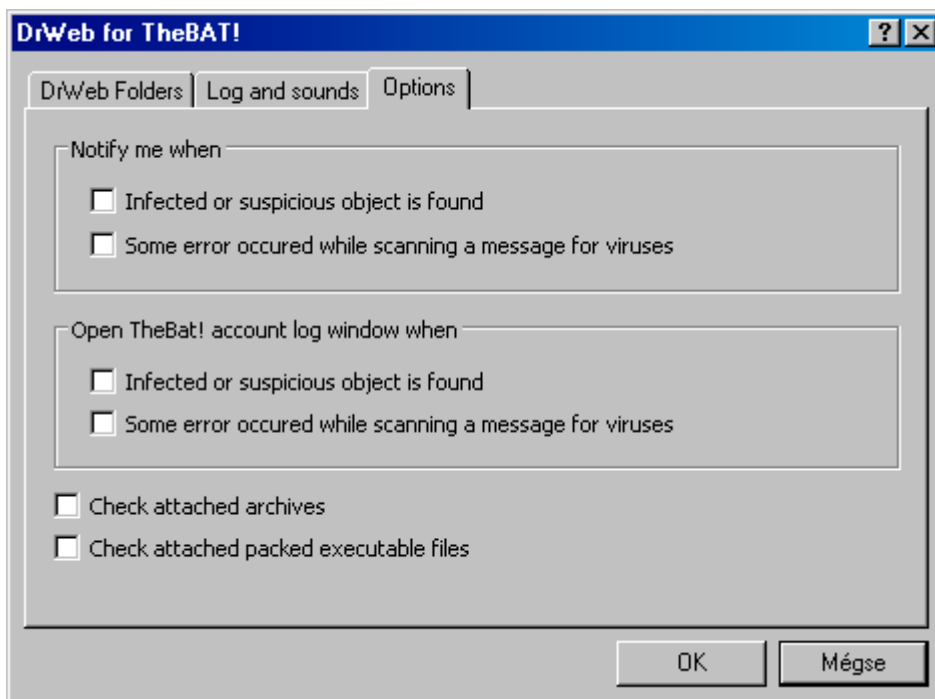 DrWeb for TheBAT!
DrWeb Folders
Log and sounds
Options
Notify me when
Infected or suspicious object is found
Some error occured while scanning a message for viruses
Open TheBat! account log window when
Infected or suspicious object is found
Some error occured while scanning a message for viruses
Check attached archives
Check attached packed executable files
OK
Mégse